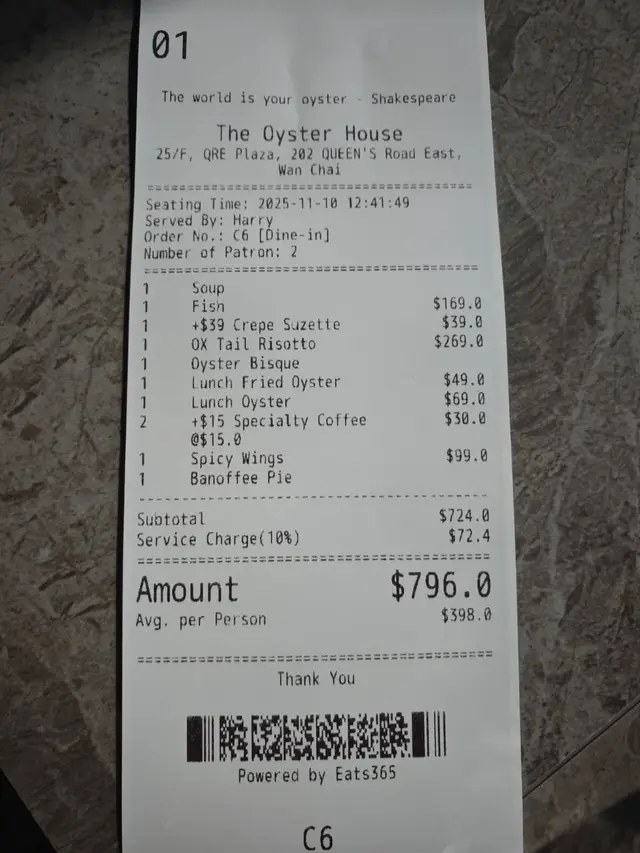 01
The world is your oyster - Shakespeare
The Oyster House
25/F, QRE Plaza, 202 QUEEN'S Road East,
Wan Chai
Seating Time: 2025-11-10 12:41:49
Served By: Harry
Order No.: C6 [Dine-in]
Number of Patron: 2
1 Soup
1 Fish $169.0
1 +$39 Crepe Suzette $39.0
1 OX Tail Risotto $269.0
1 Oyster Bisque
1 Lunch Fried Oyster $49.0
1 Lunch Oyster $69.0
2 +$15 Specialty Coffee $30.0
@$15.0
1 Spicy Wings $99.0
1 Banoffee Pie
Subtotal $724.0
Service Charge(10%) $72.4
Amount $796.0
Avg. per Person $398.0
Thank You
Powered by Eats365
C6